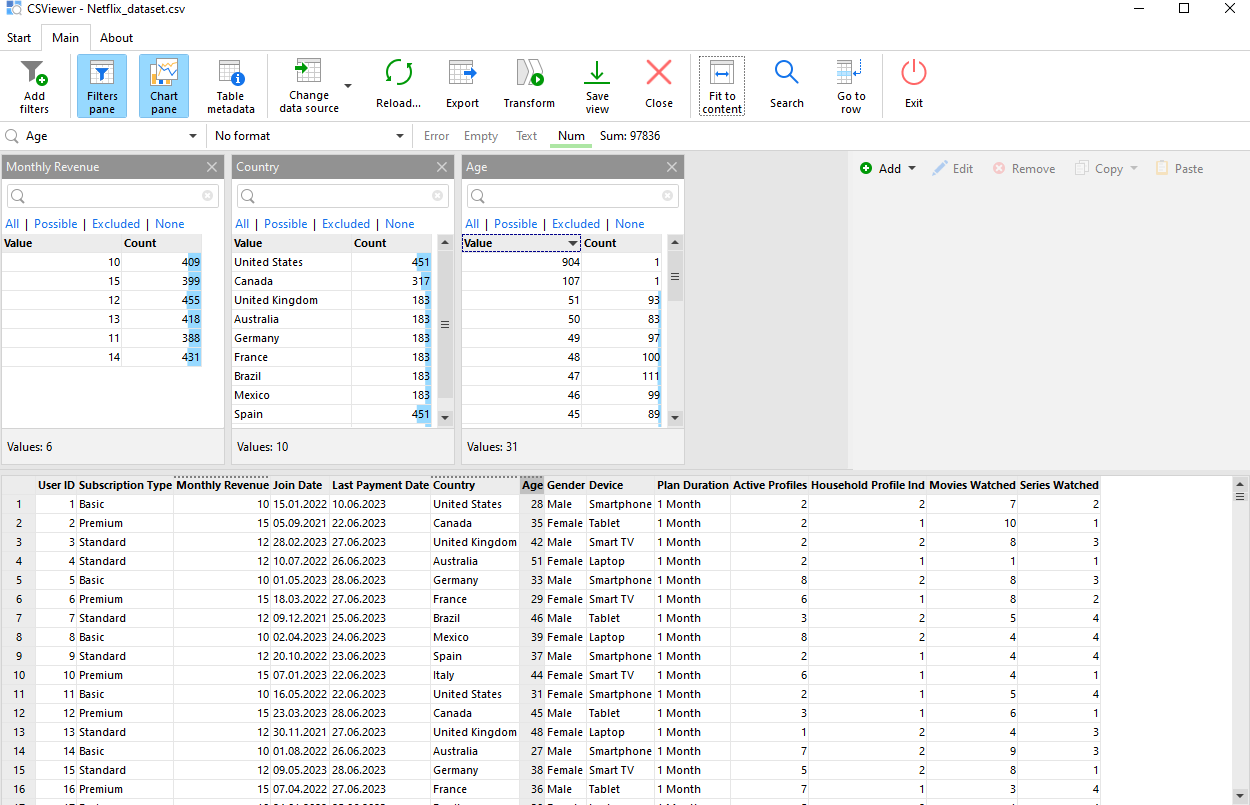 CSViewer - Netflix_dataset.csv
Start Main About
Add filters Filters pane Chart pane Table metadata Change data source Reload... Export Transform Save view Close Fit to content Search Go to row Exit
Age No format Error Empty Text Num Sum: 97836
Monthly Revenue Country Age Add Edit Remove Copy Paste
All | Possible | Excluded | None All | Possible | Excluded | None All | Possible | Excluded | None
Value Count Value Count Value Count
10 409 United States 451 904 1
15 399 Canada 317 107 1
12 455 United Kingdom 183 51 93
13 418 Australia 183 50 83
11 388 Germany 183 49 97
14 431 France 183 48 100
Brazil 183 47 111
Mexico 183 46 99
Spain 451 45 89
Values: 6 Values: 10 Values: 31
User ID Subscription Type Monthly Revenue Join Date Last Payment Date Country Age Gender Device Plan Duration Active Profiles Household Profile Ind Movies Watched Series Watched
1 1 Basic 10 15.01.2022 10.06.2023 United States 28 Male Smartphone 1 Month 2 2 7 2
2 2 Premium 15 05.09.2021 22.06.2023 Canada 35 Female Tablet 1 Month 2 1 10 1
3 3 Standard 12 28.02.2023 27.06.2023 United Kingdom 42 Male Smart TV 1 Month 2 2 8 3
4 4 Standard 12 10.07.2022 26.06.2023 Australia 51 Female Laptop 1 Month 2 1 1 1
5 5 Basic 10 01.05.2023 28.06.2023 Germany 33 Male Smartphone 1 Month 8 2 8 3
6 6 Premium 15 18.03.2022 27.06.2023 France 29 Female Smart TV 1 Month 6 1 8 2
7 7 Standard 12 09.12.2021 25.06.2023 Brazil 46 Male Tablet 1 Month 3 2 5 4
8 8 Basic 10 02.04.2023 24.06.2023 Mexico 39 Female Laptop 1 Month 8 2 4 4
9 9 Standard 12 20.10.2022 23.06.2023 Spain 37 Male Smartphone 1 Month 2 1 4 4
10 10 Premium 15 07.01.2023 22.06.2023 Italy 44 Female Smart TV 1 Month 6 1 4 1
11 11 Basic 10 16.05.2022 22.06.2023 United States 31 Female Smartphone 1 Month 2 1 5 4
12 12 Premium 15 23.03.2023 28.06.2023 Canada 45 Male Tablet 1 Month 3 1 6 1
13 13 Standard 12 30.11.2021 27.06.2023 United Kingdom 48 Female Laptop 1 Month 1 2 4 3
14 14 Basic 10 01.08.2022 26.06.2023 Australia 27 Male Smartphone 1 Month 7 2 9 3
15 15 Standard 12 09.05.2023 28.06.2023 Germany 38 Female Smart TV 1 Month 5 2 8 1
16 16 Premium 15 07.04.2023 27.06.2023 France 36 Male Tablet 1 Month 7 1 3 4